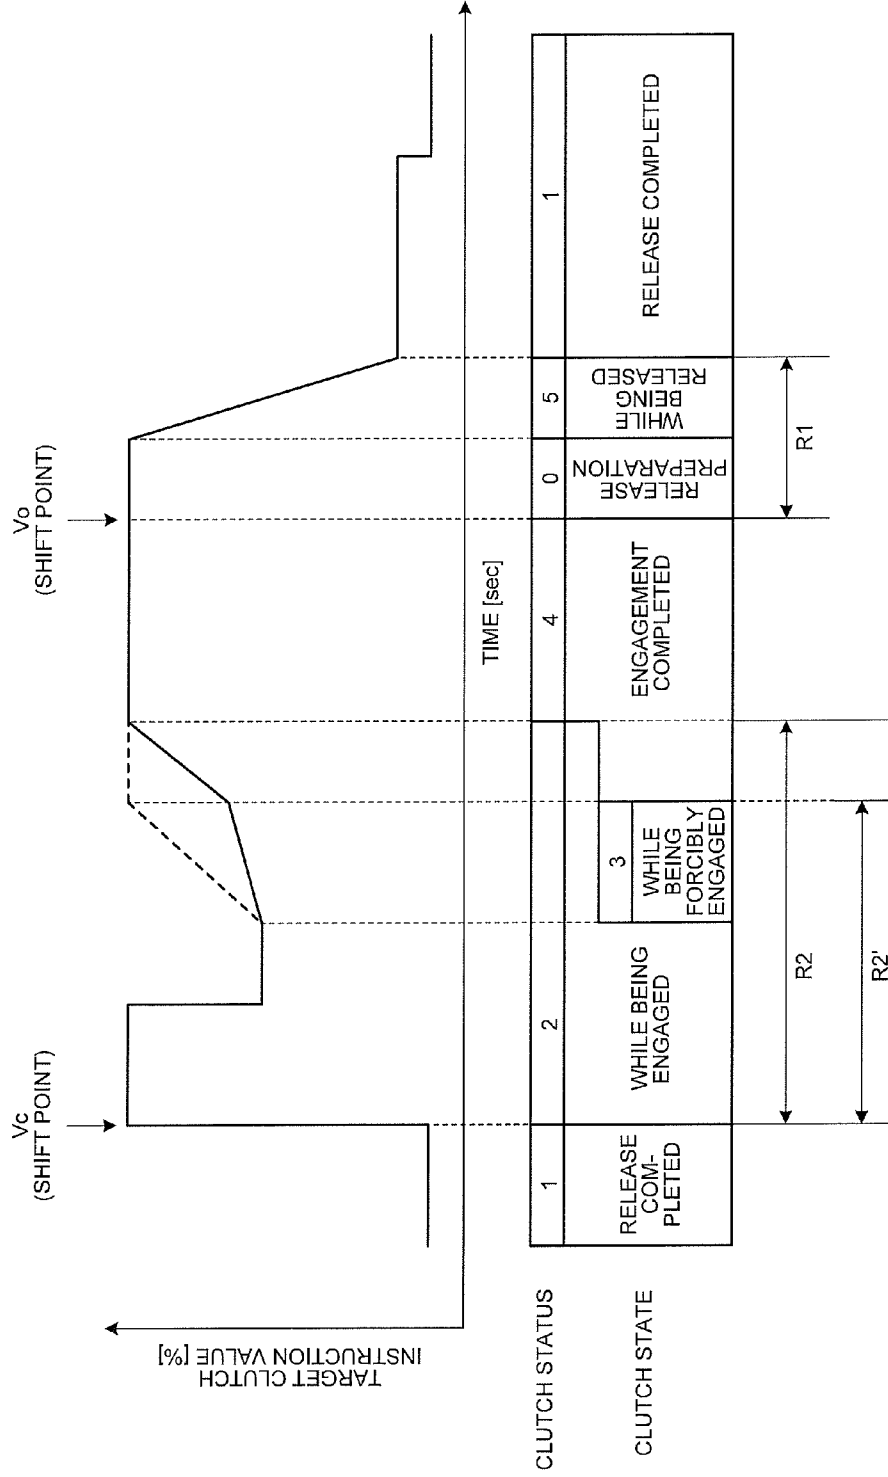 Vc
(SHIFT POINT)
Vo
(SHIFT POINT)
TARGET CLUTCH
INSTRUCTION VALUE [%]
TIME [sec]
CLUTCH STATUS
1
2
3
4
0
5
1
CLUTCH STATE
RELEASE
COM-
PLETED
WHILE BEING
ENGAGED
WHILE
BEING
FORCIBLY
ENGAGED
ENGAGEMENT
COMPLETED
RELEASE
PREPARATION
WHILE
BEING
RELEASED
RELEASE COMPLETED
R2
R1
R2'